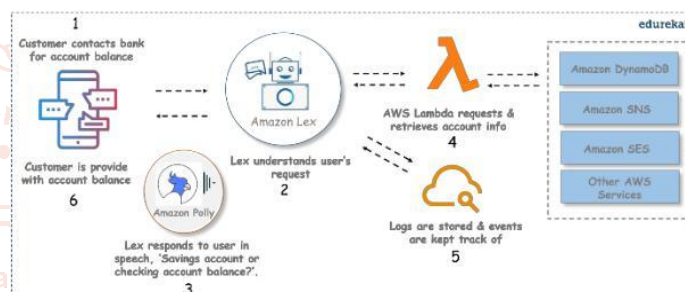 1
edureka!
Customer contacts bank
for account balance
Amazon Lex
Amazon DynamoDB
Amazon SNS
Amazon SES
Other AWS
Services
AWS Lambda requests &
retrieves account info
4
Lex understands user's
request
2
Customer is provide
with account balance
6
Amazon Polly
Lex responds to user in
speech, 'Savings account or
checking account balance?'.
3
Logs are stored & events
are kept track of
5